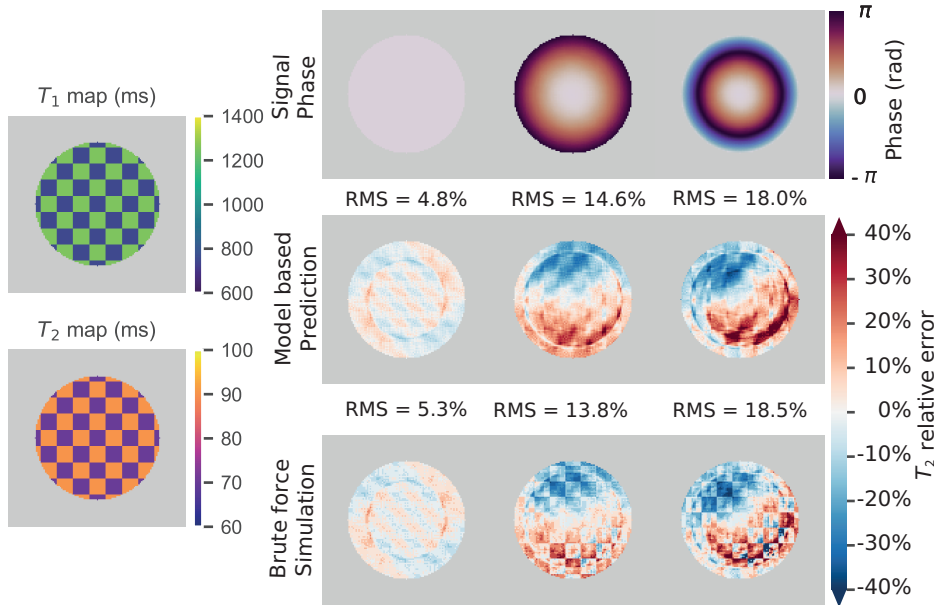 T1 map (ms)
1400
1200
1000
800
600
T2 map (ms)
100
90
80
70
60
Signal
Phase
π
0
- π
Phase (rad)
RMS = 4.8%
RMS = 14.6%
RMS = 18.0%
Model based
Prediction
RMS = 5.3%
RMS = 13.8%
RMS = 18.5%
Brute force
Simulation
40%
30%
20%
10%
0%
-10%
-20%
-30%
-40%
T2 relative error